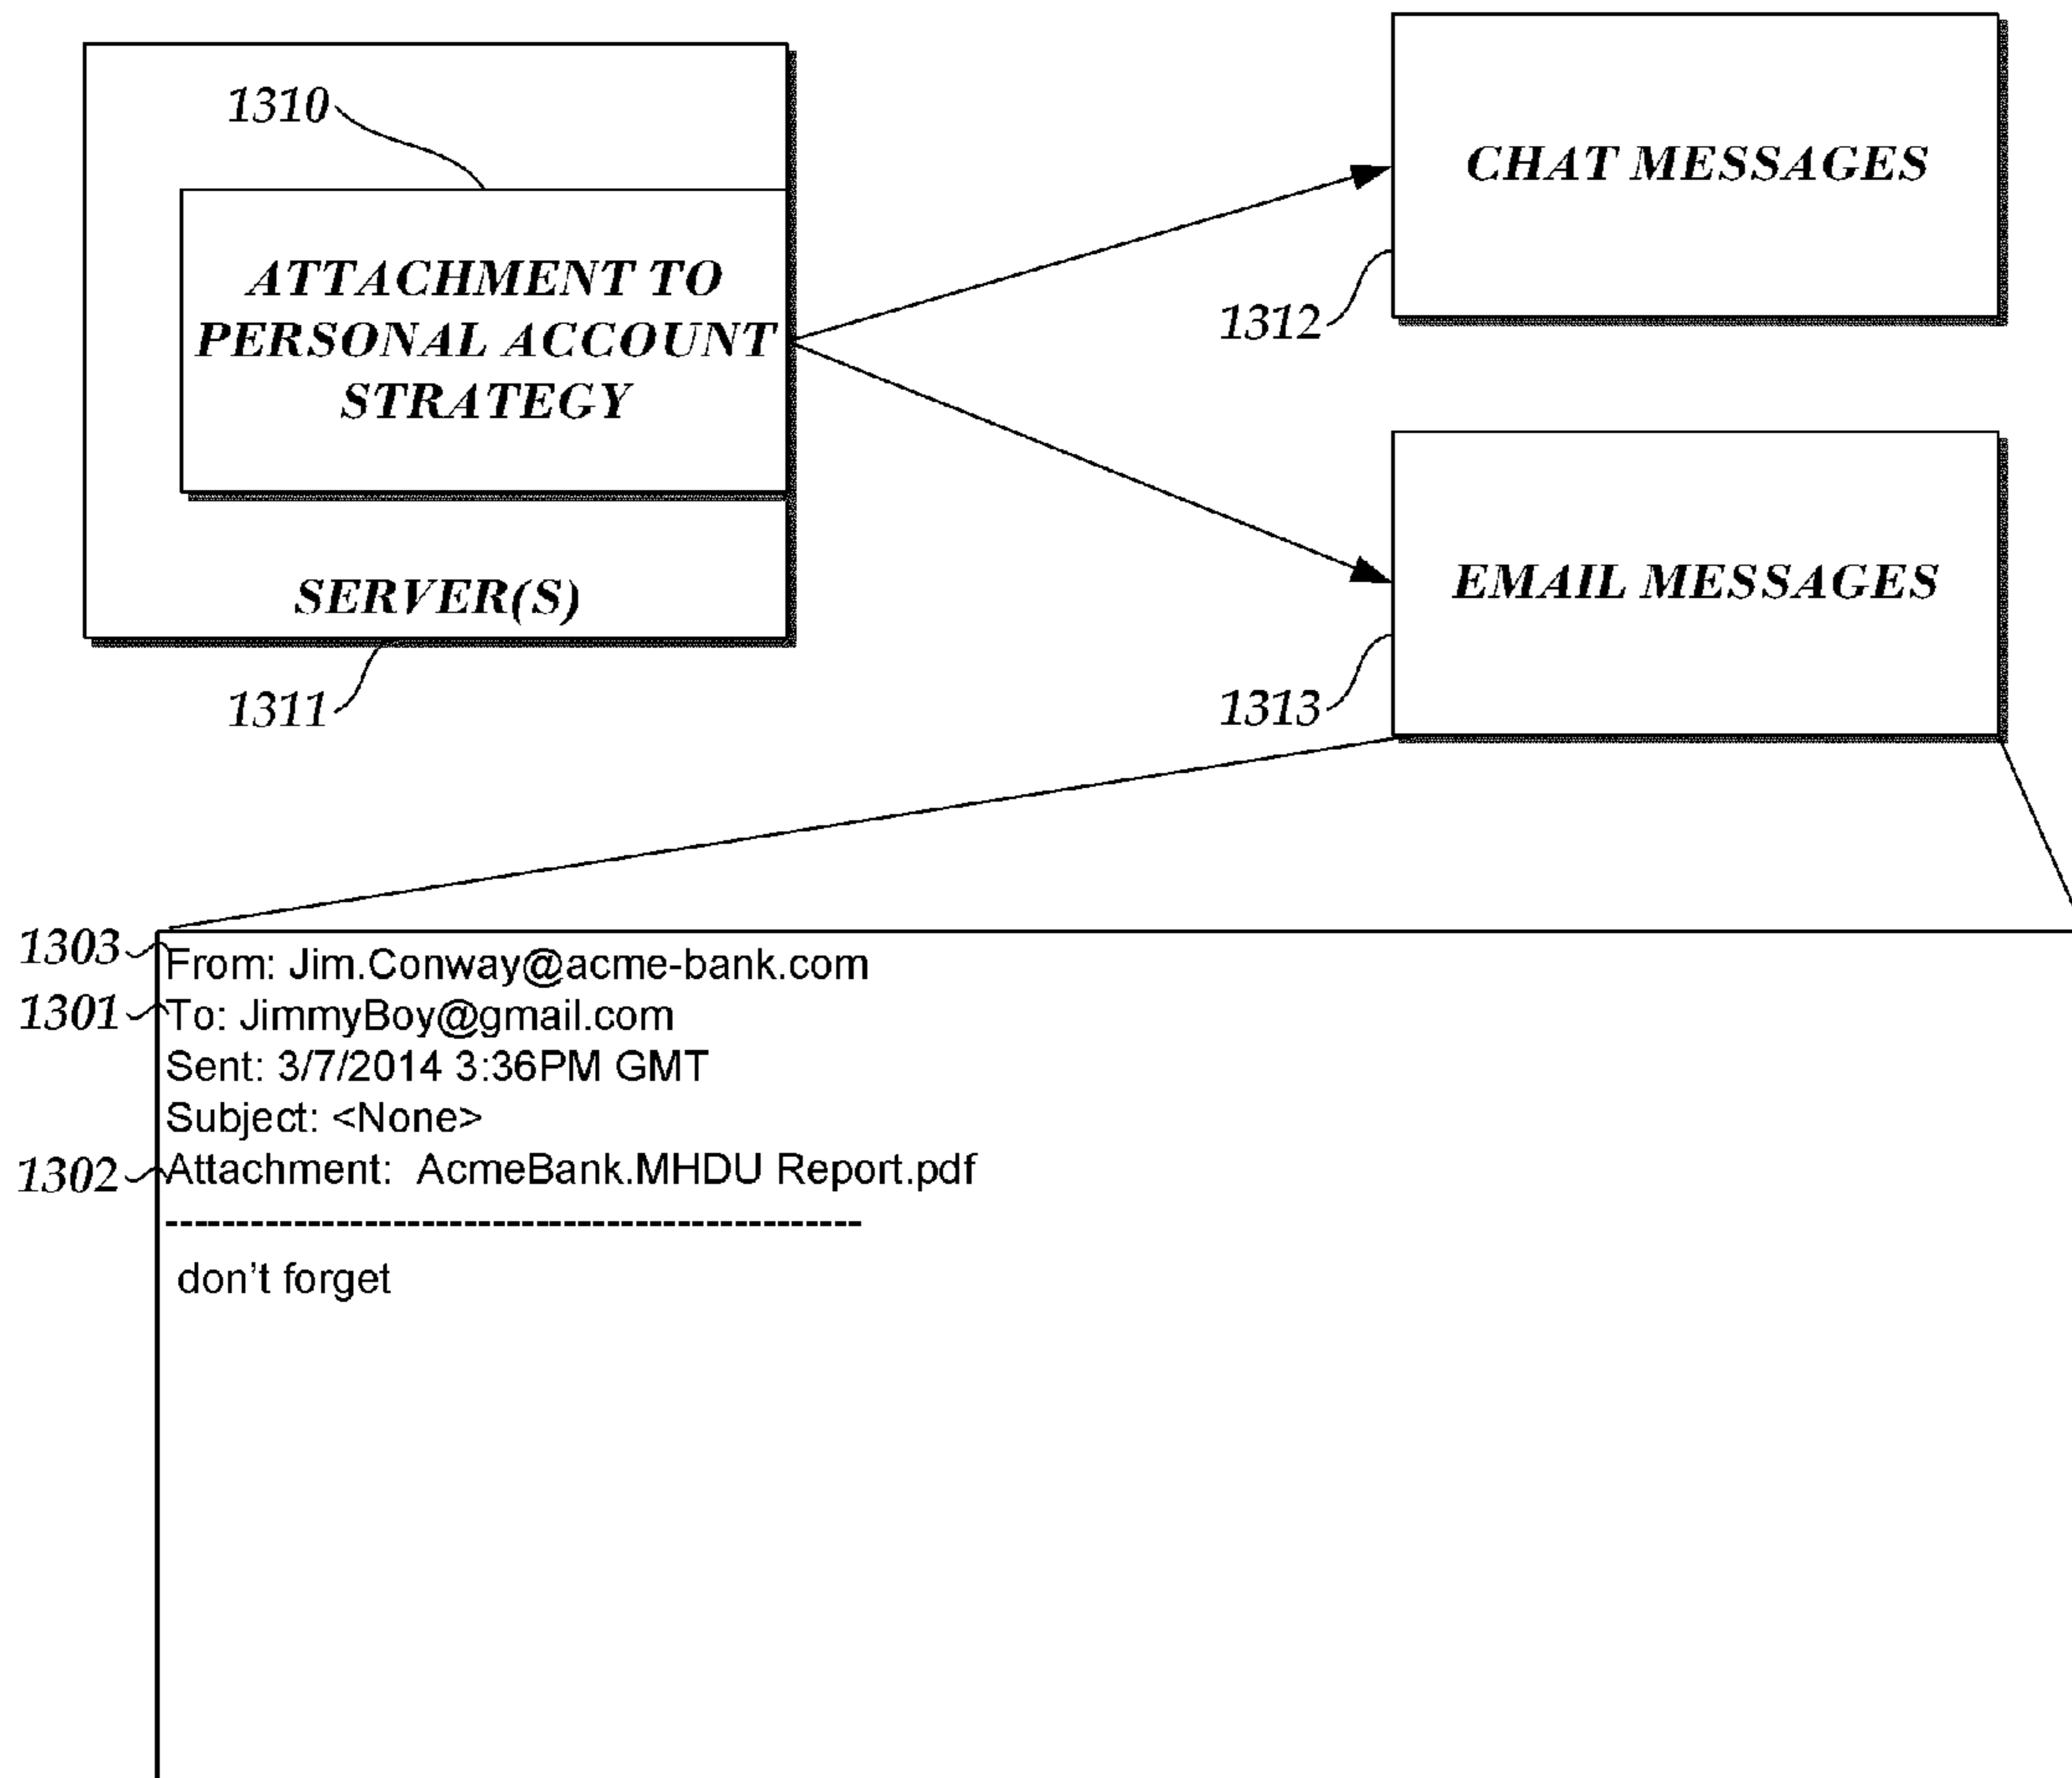 1310
ATTACHMENT TO
PERSONAL ACCOUNT
STRATEGY
SERVER(S)
1311
CHAT MESSAGES
1312
EMAIL MESSAGES
1313
1303
From: Jim.Conway@acme-bank.com
1301
To: JimmyBoy@gmail.com
Sent: 3/7/2014 3:36PM GMT
Subject: <None>
1302
Attachment:  AcmeBank.MHDU Report.pdf
------------------------------------------------
don't forget